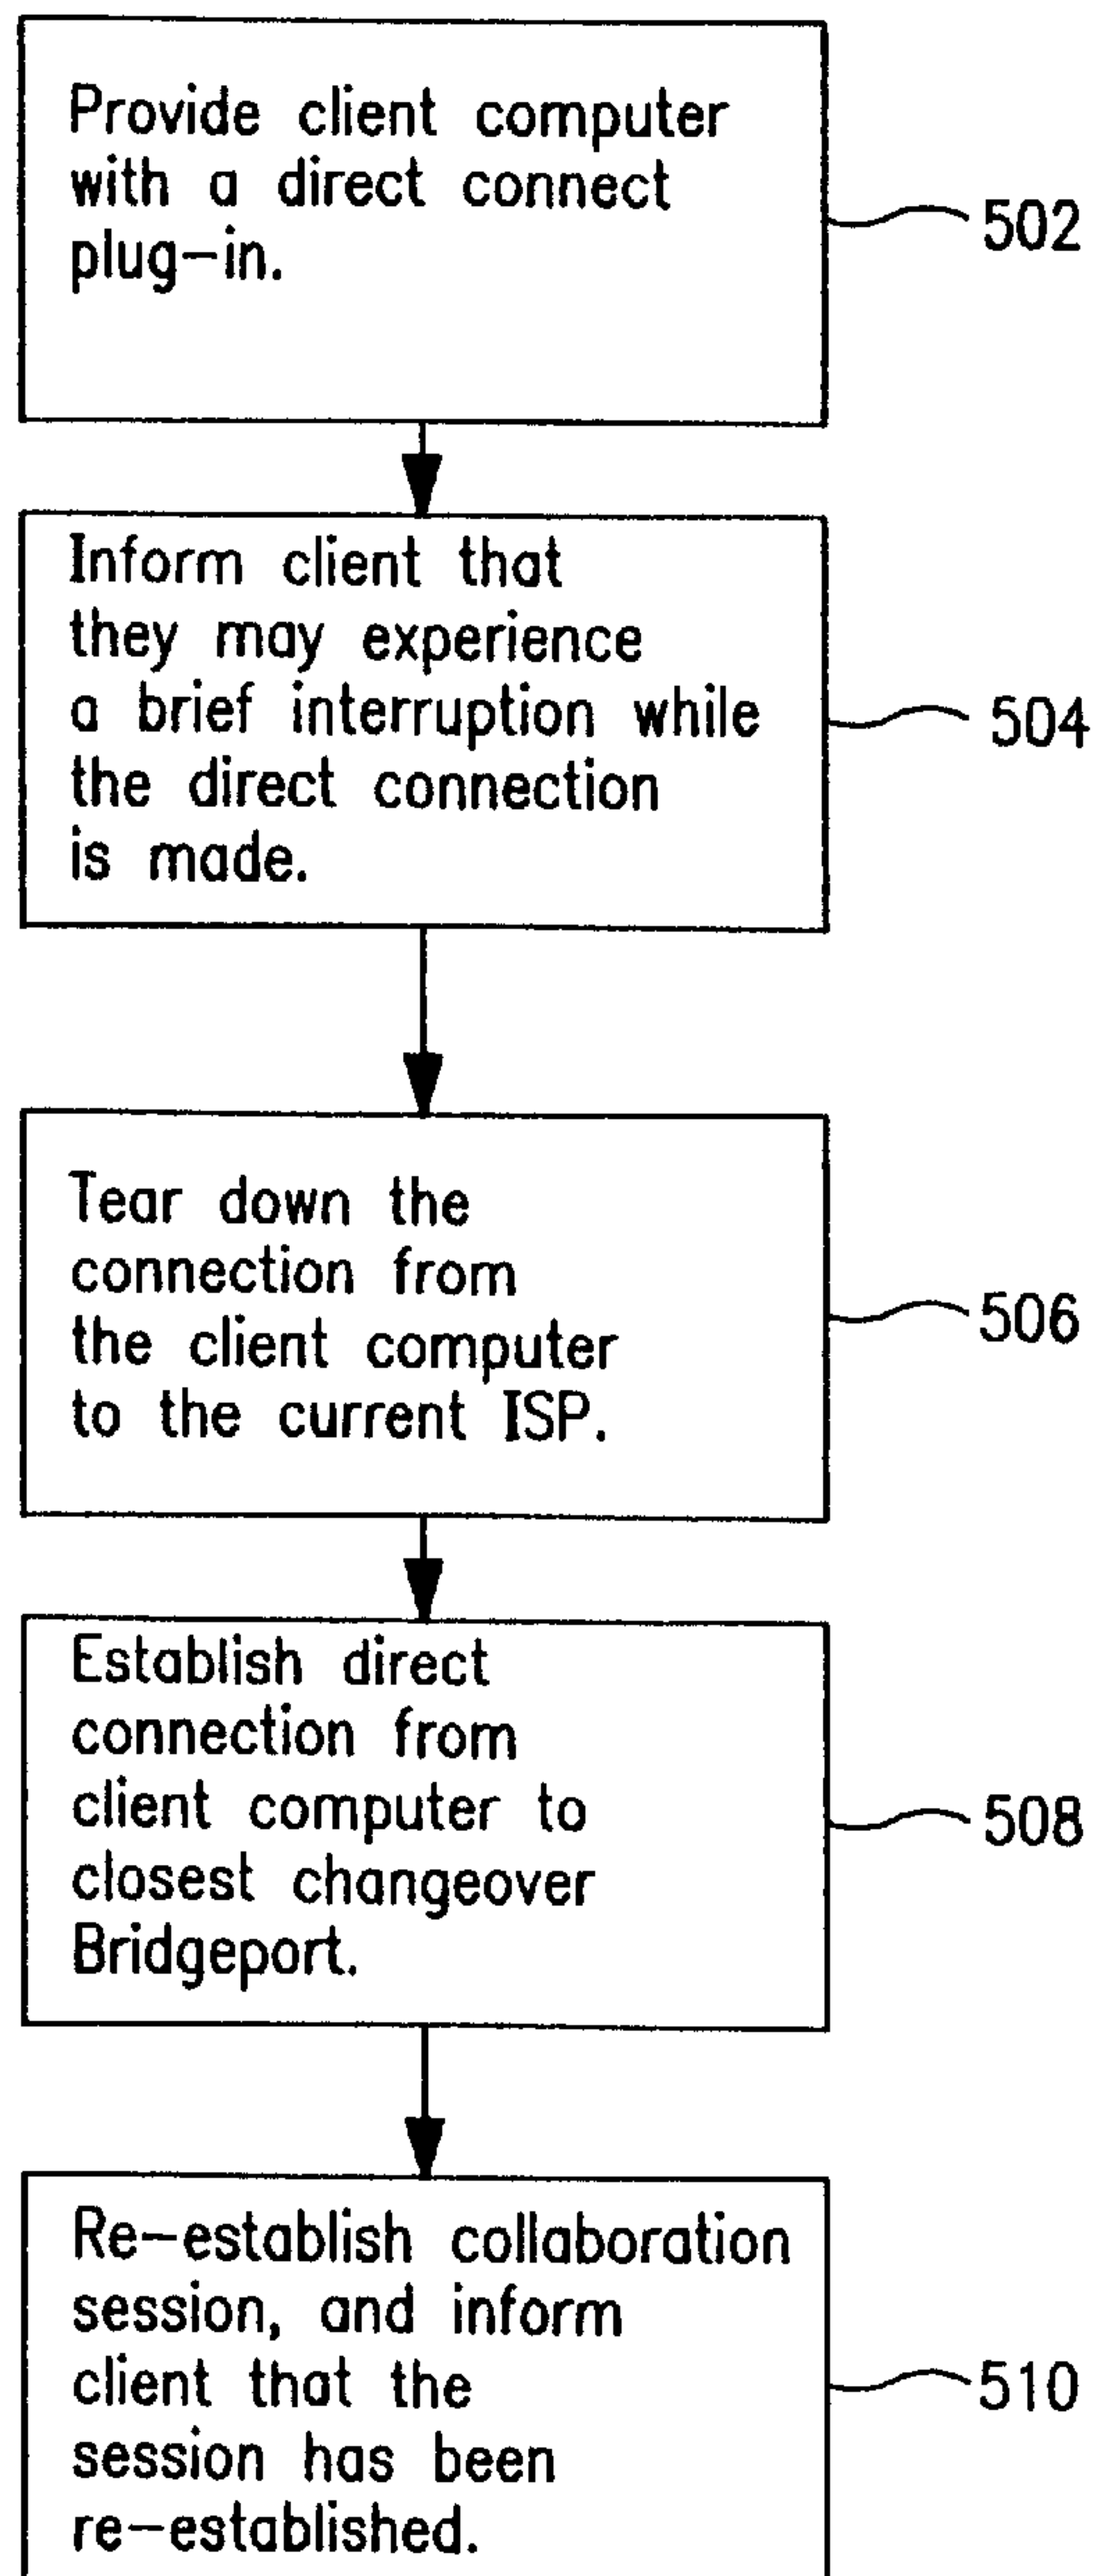 Provide client computer
with a direct connect
plug-in.
502
Inform client that
they may experience
a brief interruption while
the direct connection
is made.
504
Tear down the
connection from
the client computer
to the current ISP.
506
Establish direct
connection from
client computer to
closest changeover
Bridgeport.
508
Re-establish collaboration
session, and inform
client that the
session has been
re-established.
510